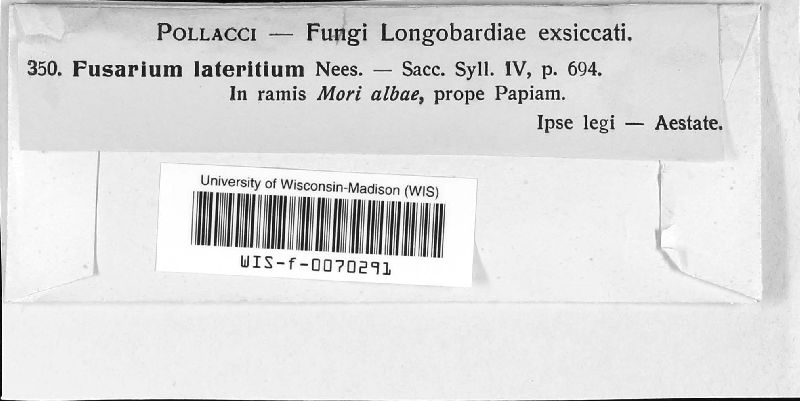 Pollacci — Fungi Longobardiae exsiccati.
350. Fusarium lateritium Nees. — Sacc. Syll. IV, p. 694.
In ramis Mori albae, prope Papiam.
Ipse legi — Aestate.
University of Wisconsin-Madison (WIS)
WIS-f-0070291